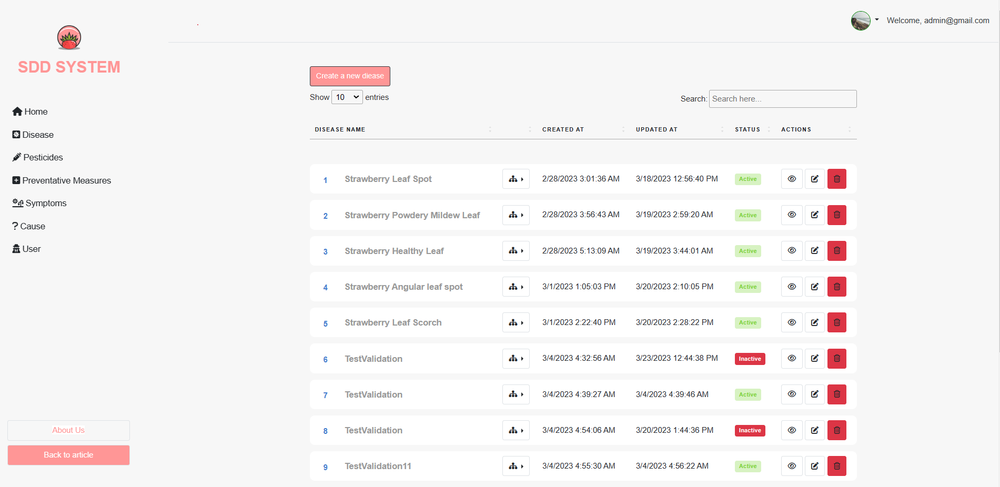 Welcome, admin@gmail.com
SDD SYSTEM
Home
Disease
Pesticides
Preventative Measures
Symptoms
Cause
User
About Us
Back to article
Create a new diease
Show 10 entries
Search: Search here...
DISEASE NAME CREATED AT UPDATED AT STATUS ACTIONS
1 Strawberry Leaf Spot 2/28/2023 3:01:36 AM 3/18/2023 12:56:40 PM Active
2 Strawberry Powdery Mildew Leaf 2/28/2023 3:56:43 AM 3/19/2023 2:59:20 AM Active
3 Strawberry Healthy Leaf 2/28/2023 5:13:09 AM 3/19/2023 3:44:01 AM Active
4 Strawberry Angular leaf spot 3/1/2023 1:05:03 PM 3/20/2023 2:10:05 PM Active
5 Strawberry Leaf Scorch 3/1/2023 2:22:40 PM 3/20/2023 2:28:22 PM Active
6 TestValidation 3/4/2023 4:32:56 AM 3/23/2023 12:44:38 PM Inactive
7 TestValidation 3/4/2023 4:39:27 AM 3/4/2023 4:39:46 AM Active
8 TestValidation 3/4/2023 4:54:06 AM 3/20/2023 1:44:36 PM Inactive
9 TestValidation11 3/4/2023 4:55:30 AM 3/4/2023 4:56:22 AM Active